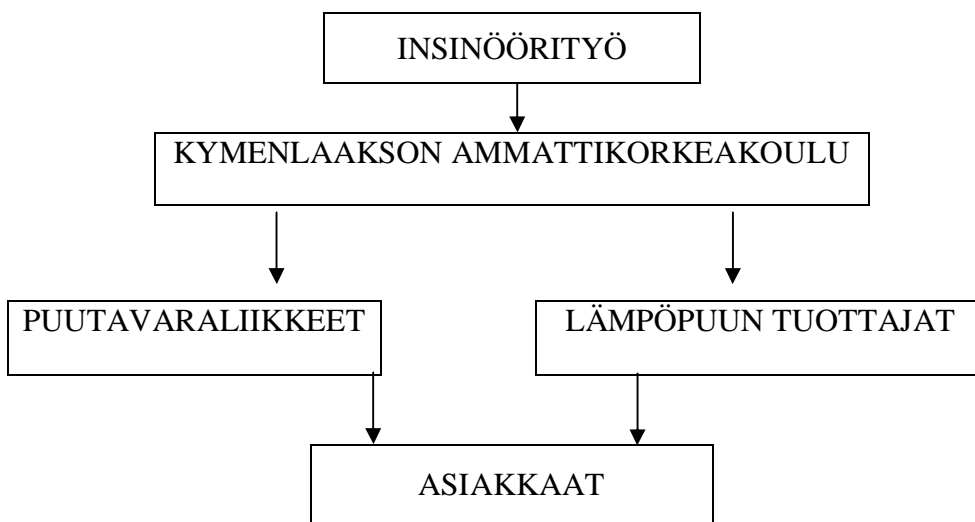 INSINÖÖRITYÖ
KYMENLAAKSON AMMATTIKORKEAKOULU
PUUTAVARALIIKKEET
LÄMPÖPUUN TUOTTAJAT
ASIAKKAAT